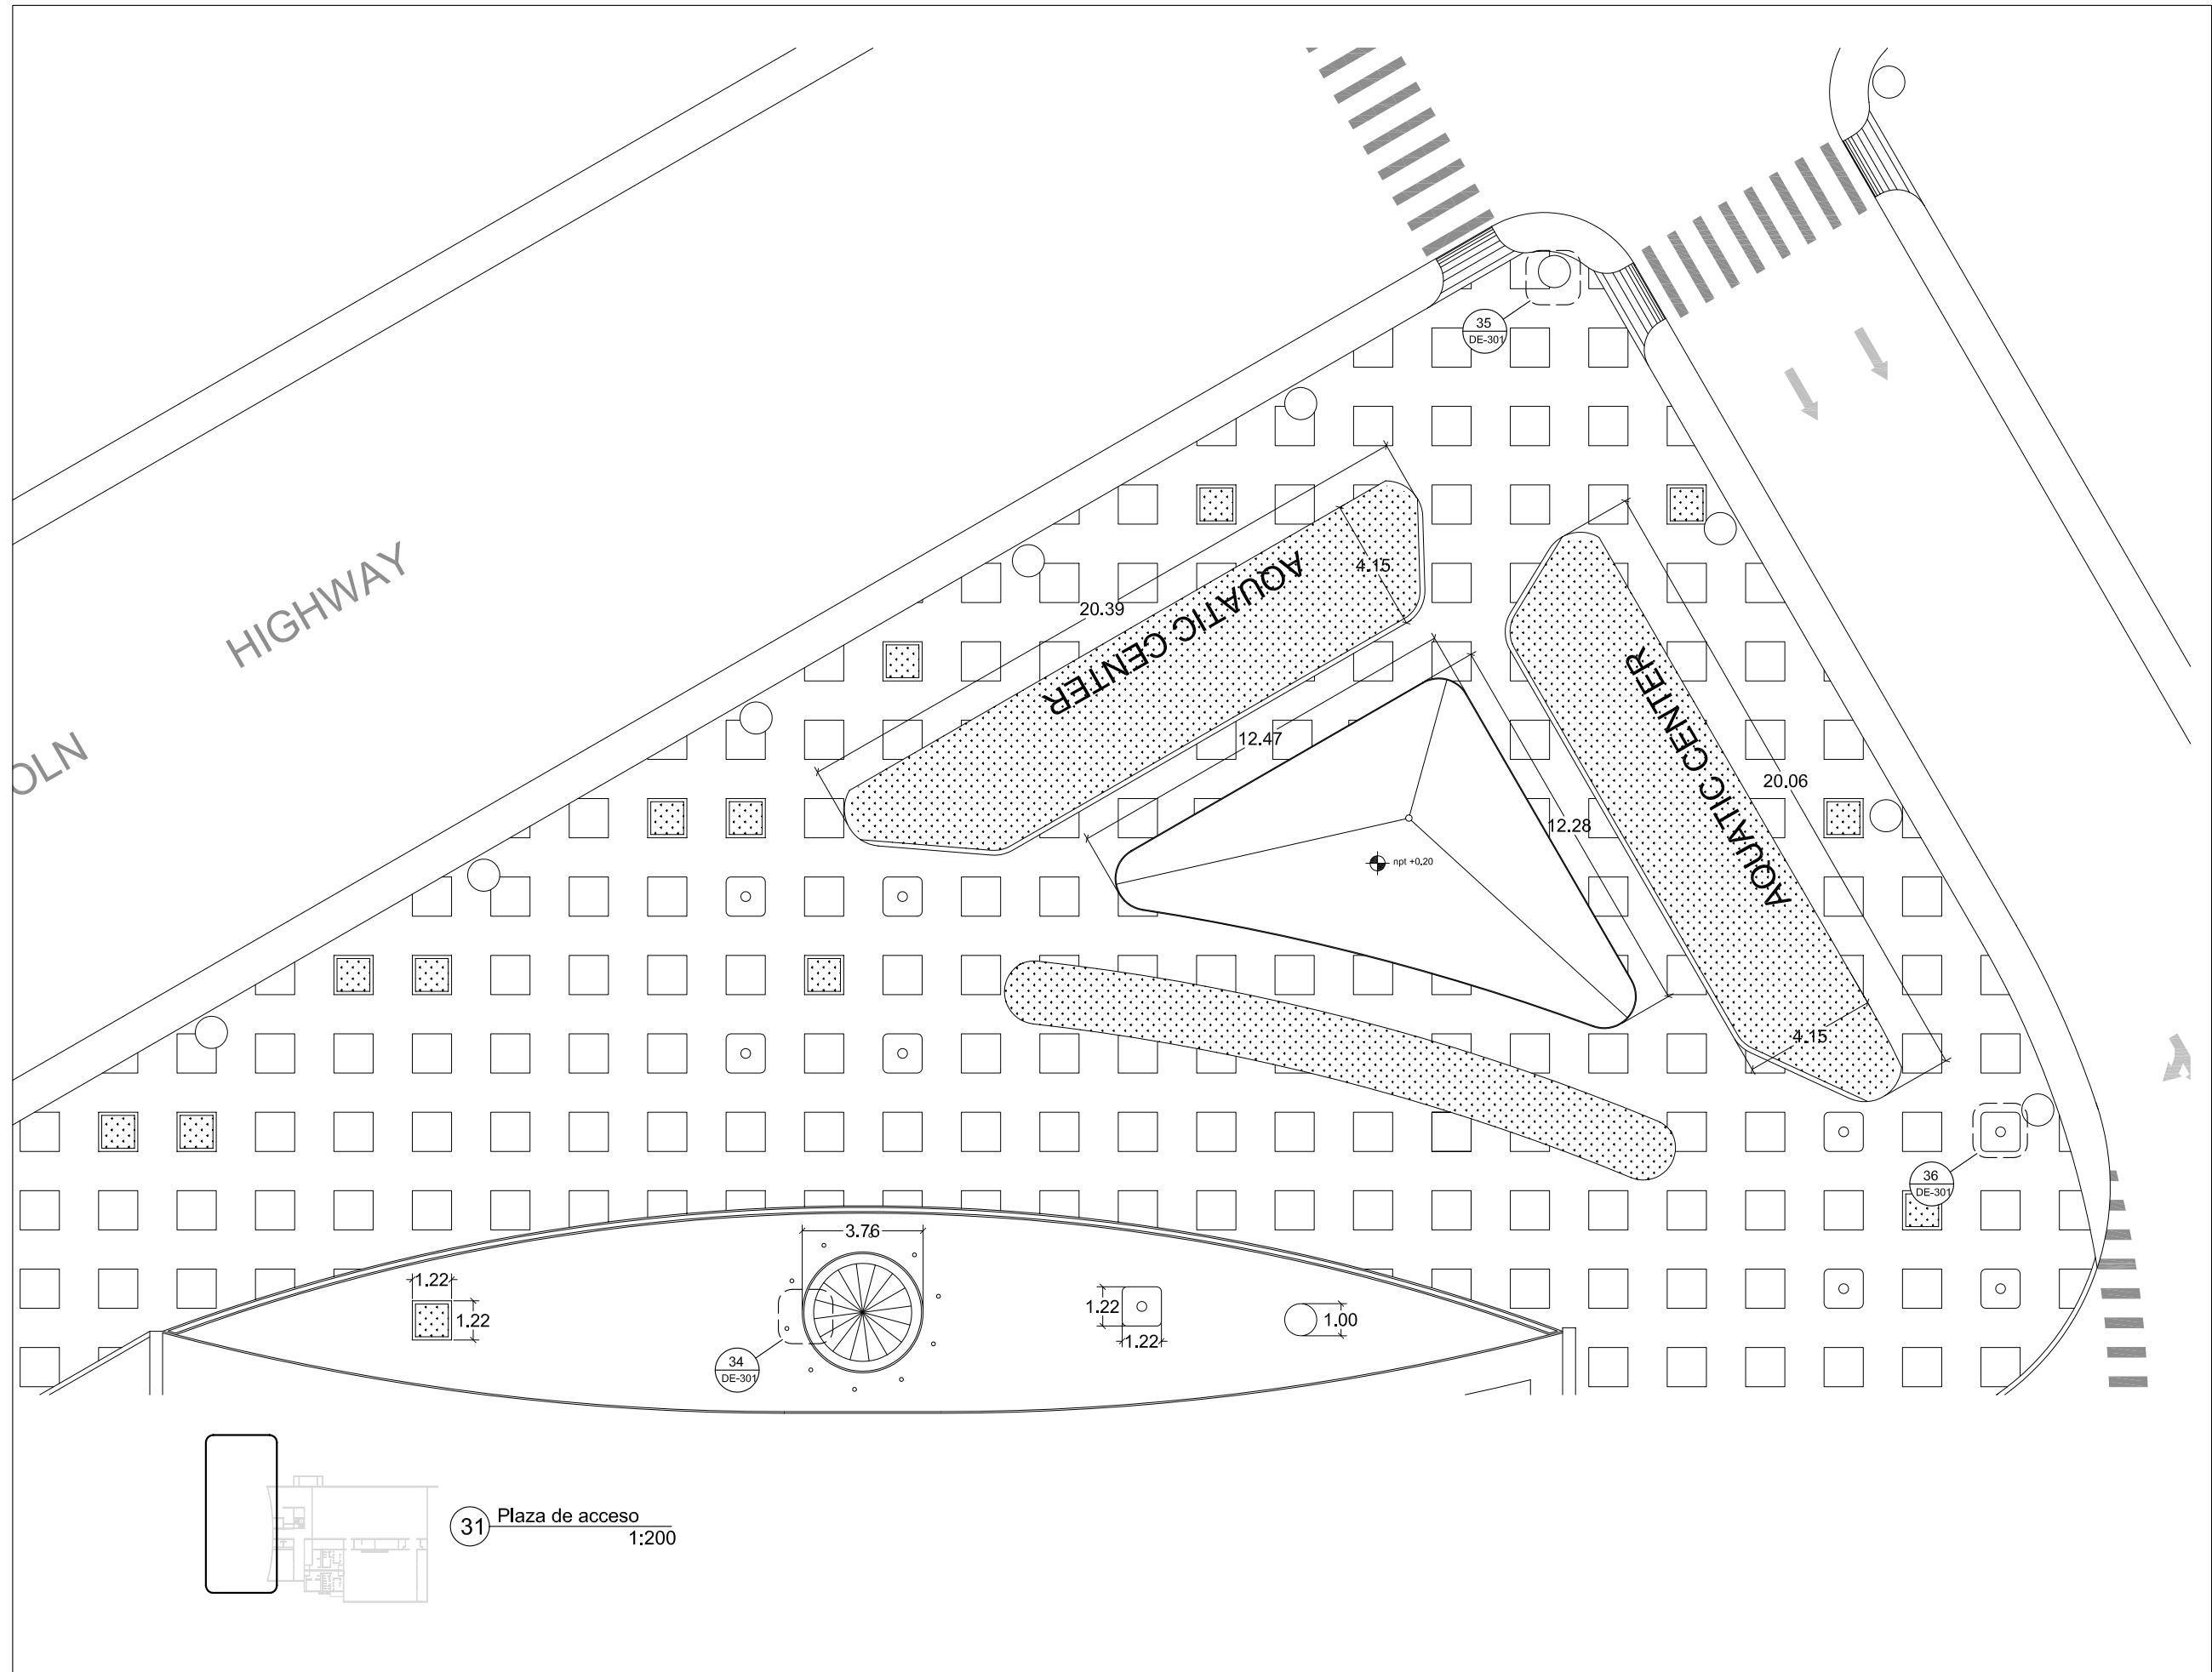 HIGHWAY
OLN
35
DE-301
AQUATIC CENTER
4.15
20.39
12.47
AQUATIC CENTER
20.06
12.28
npt +0,20
4.15
36
DE-301
3.76
1.22
1.22
1.22
1.22
1.00
34
DE-301
31
Plaza de acceso
1:200